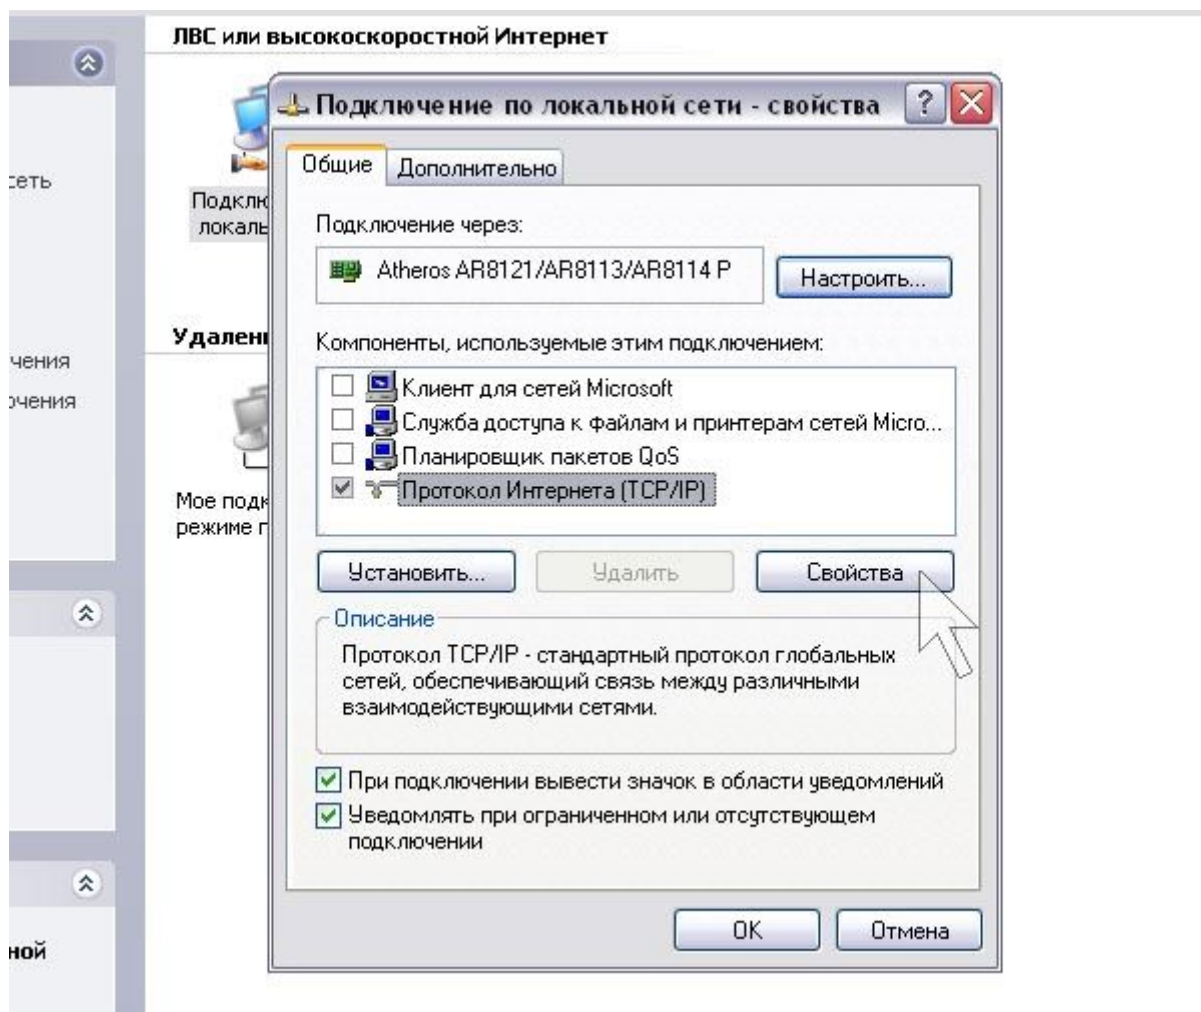 ЛВС или высокоскоростной Интернет
Подключение по локальной сети - свойства
Общие
Дополнительно
сеть
Подклю
локаль
Подключение через:
Atheros AR8121/AR8113/AR8114 P
Настроить...
Удаленн
Компоненты, используемые этим подключением:
чения
очения
Клиент для сетей Microsoft
Служба доступа к файлам и принтерам сетей Micro...
Планировщик пакетов QoS
Протокол Интернета (TCP/IP)
Мое подк
режиме г
Установить...
Удалить
Свойства
Описание
Протокол TCP/IP - стандартный протокол глобальных
сетей, обеспечивающий связь между различными
взаимодействующими сетями.
При подключении вывести значок в области уведомлений
Уведомлять при ограниченном или отсутствующем
подключении
OK
Отмена
ной